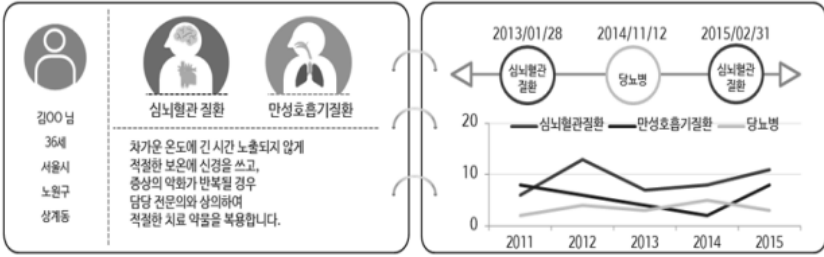 김OO 님
36세
서울시
노원구
상계동
심뇌혈관 질환
만성호흡기질환
차가운 온도에 긴 시간 노출되지 않게
적절한 보온에 신경을 쓰고,
증상의 악화가 반복될 경우
담당 전문의와 상의하여
적절한 치료 약물을 복용합니다.
2013/01/28
2014/11/12
2015/02/31
심뇌혈관
질환
당뇨병
심뇌혈관
질환
심뇌혈관질환
만성호흡기질환
당뇨병
20
10
0
2011
2012
2013
2014
2015